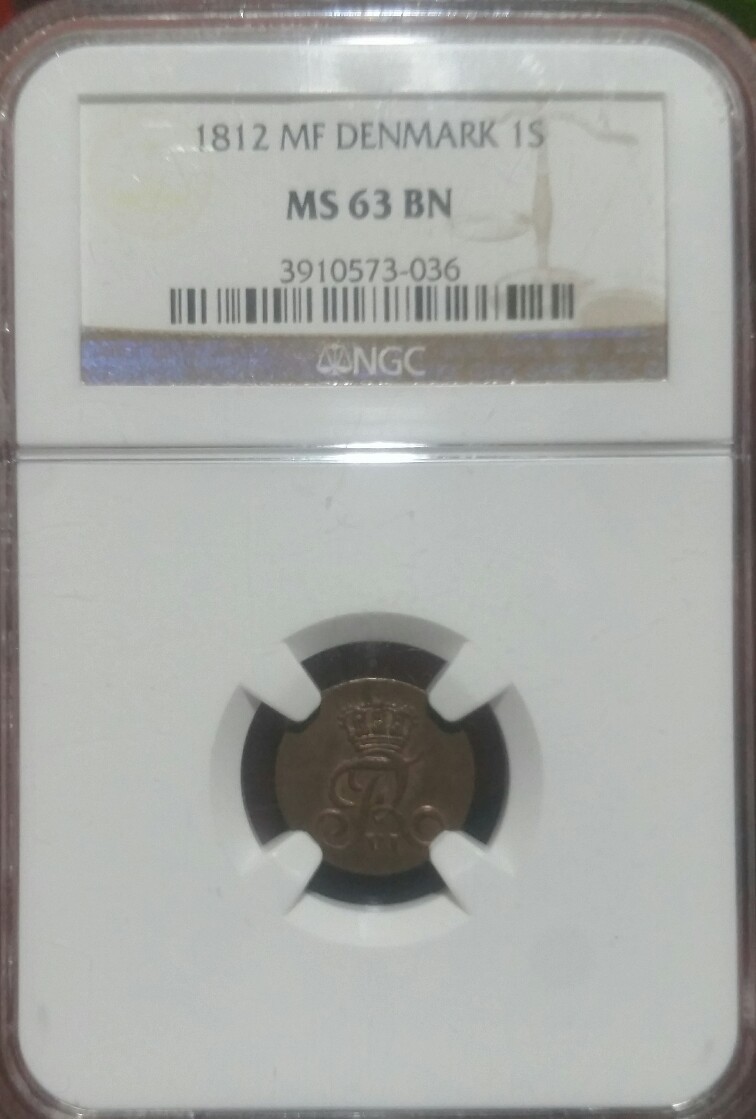 1812 MF DENMARK 1S
MS 63 BN
3910573-036
NGC